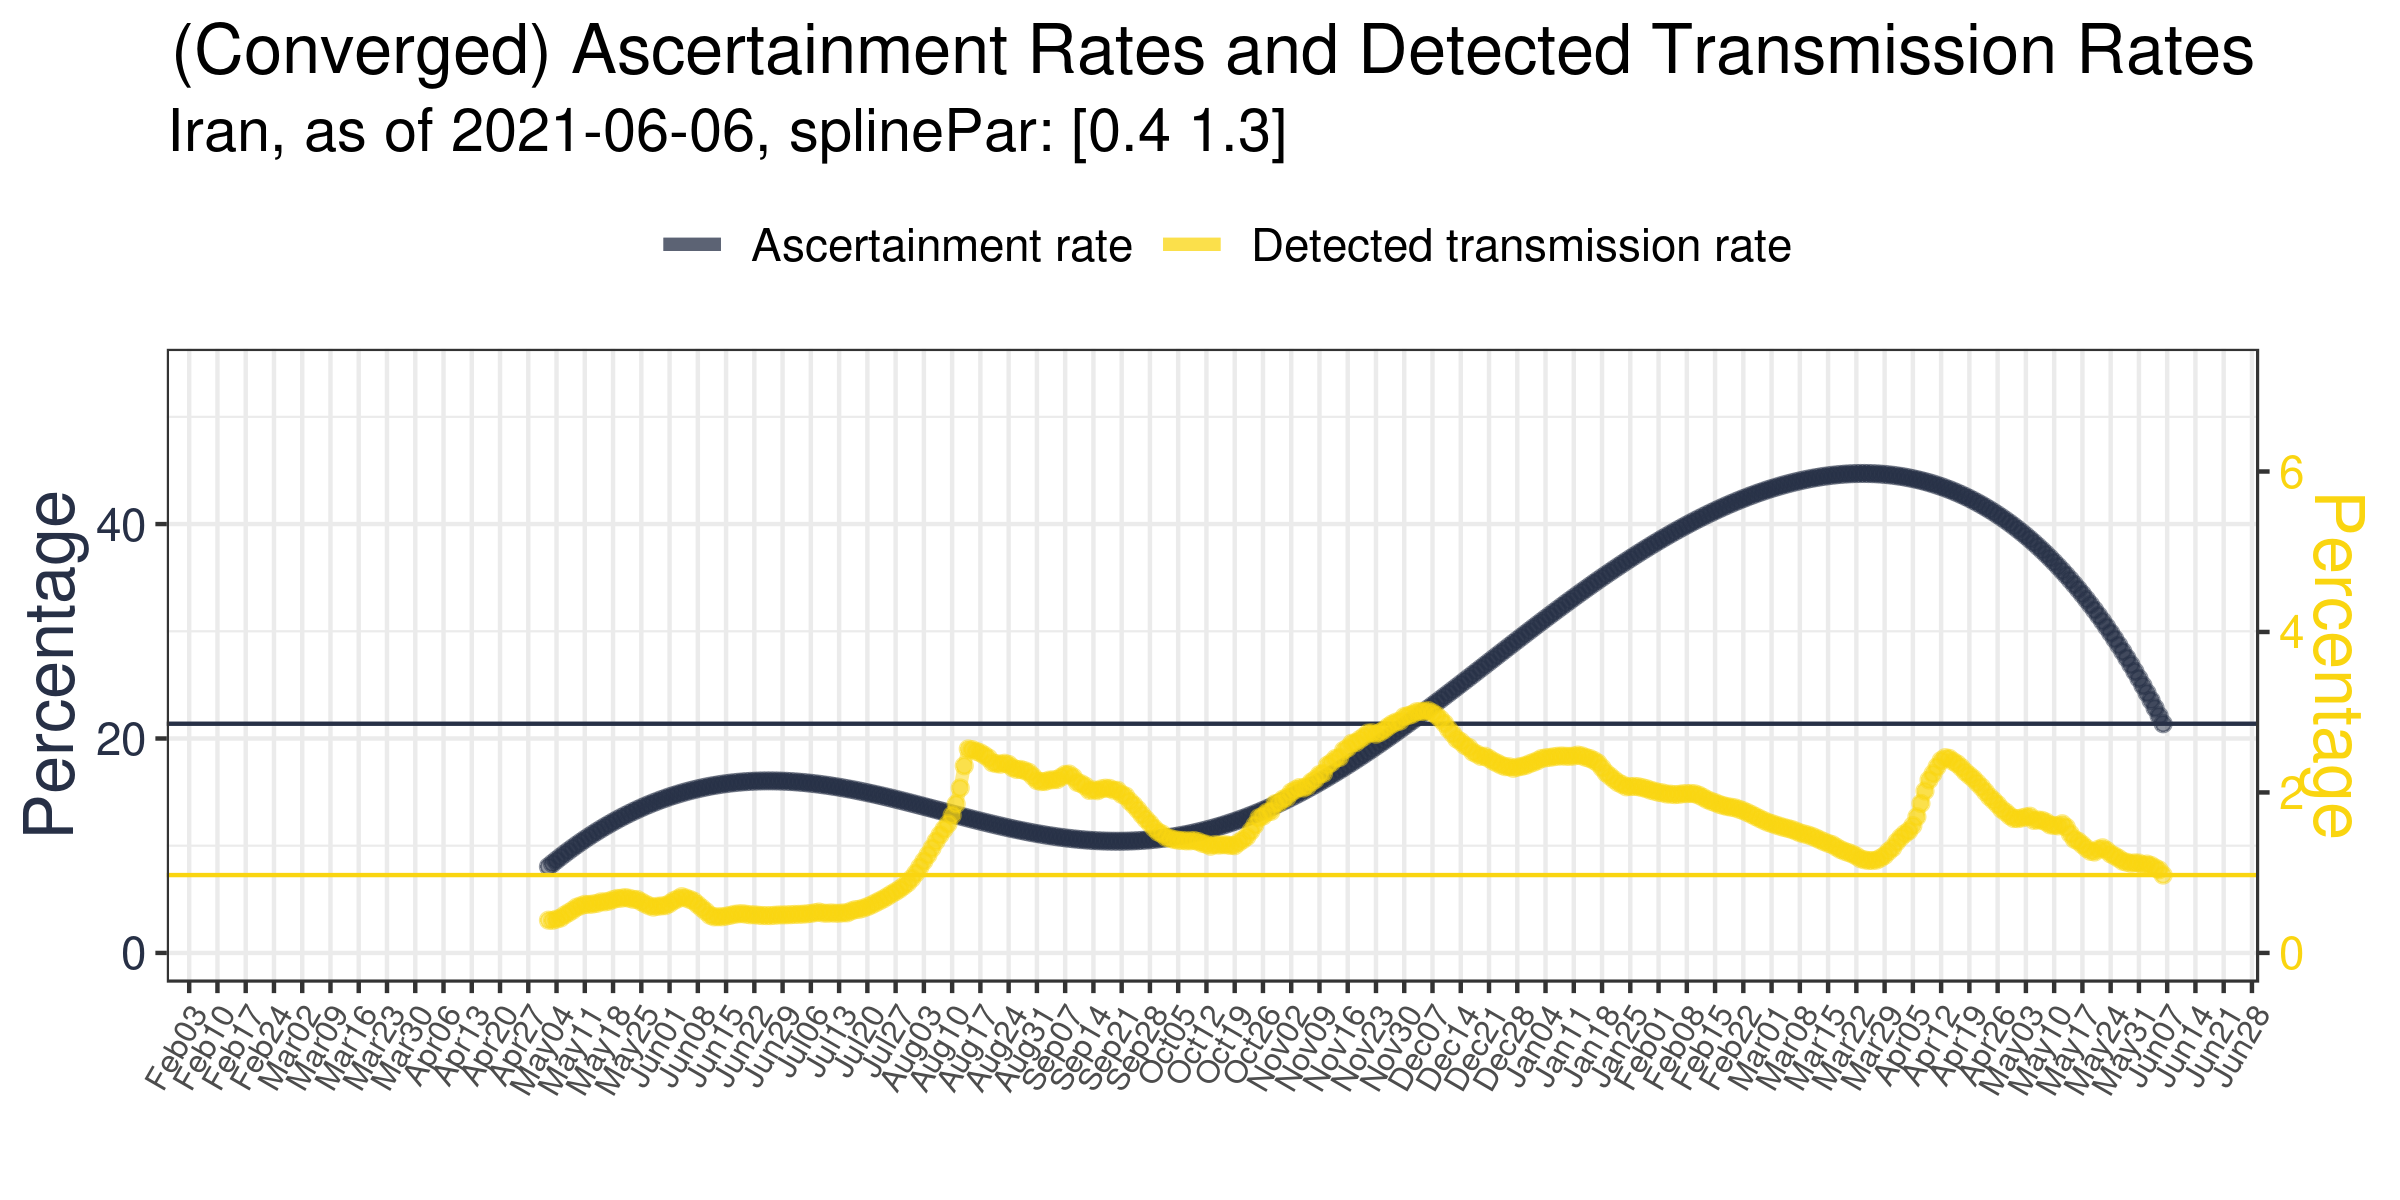 (Converged) Ascertainment Rates and Detected Transmission Rates
Iran, as of 2021-06-06, splinePar: [0.4 1.3]
Ascertainment rate
Detected transmission rate
Percentage
40
20
0
6
4
2
0
Percentage
Feb03
Feb10
Feb17
Feb24
Mar02
Mar09
Mar16
Mar23
Mar30
Apr06
Apr13
Apr20
Apr27
May04
May11
May18
May25
Jun01
Jun08
Jun15
Jun22
Jun29
Jul06
Jul13
Jul20
Jul27
Aug03
Aug10
Aug17
Aug24
Aug31
Sep07
Sep14
Sep21
Sep28
Oct05
Oct12
Oct19
Oct26
Nov02
Nov09
Nov16
Nov23
Nov30
Dec07
Dec14
Dec21
Dec28
Jan04
Jan11
Jan18
Jan25
Feb01
Feb08
Feb15
Feb22
Mar01
Mar08
Mar15
Mar22
Mar29
Apr05
Apr12
Apr19
Apr26
May03
May10
May17
May24
May31
Jun07
Jun14
Jun21
Jun28